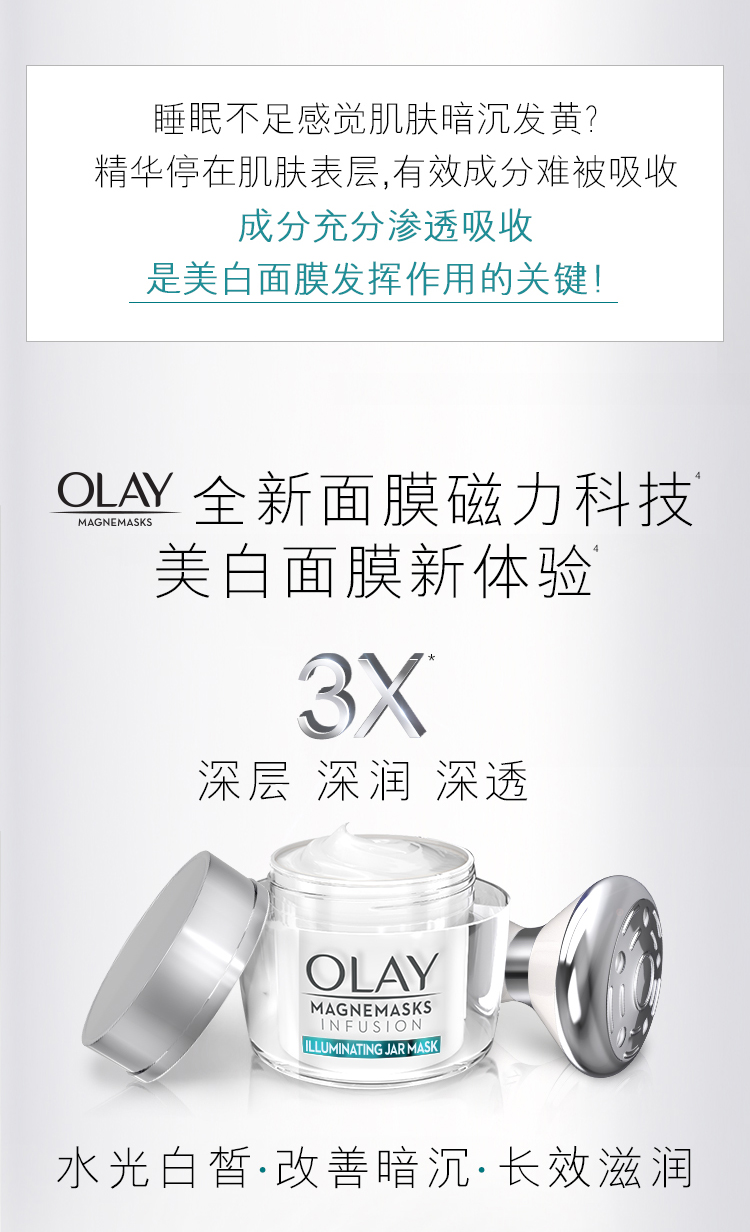 睡眠不足感觉肌肤暗沉发黄?
精华停在肌肤表层,有效成分难被吸收
成分充分渗透吸收
是美白面膜发挥作用的关键!
OLAY
MAGNEMASKS
全新面膜磁力科技4
美白面膜新体验4
3X*
深层 深润 深透
OLAY
MAGNEMASKS
INFUSION
ILLUMINATING JAR MASK
水光白皙·改善暗沉·长效滋润